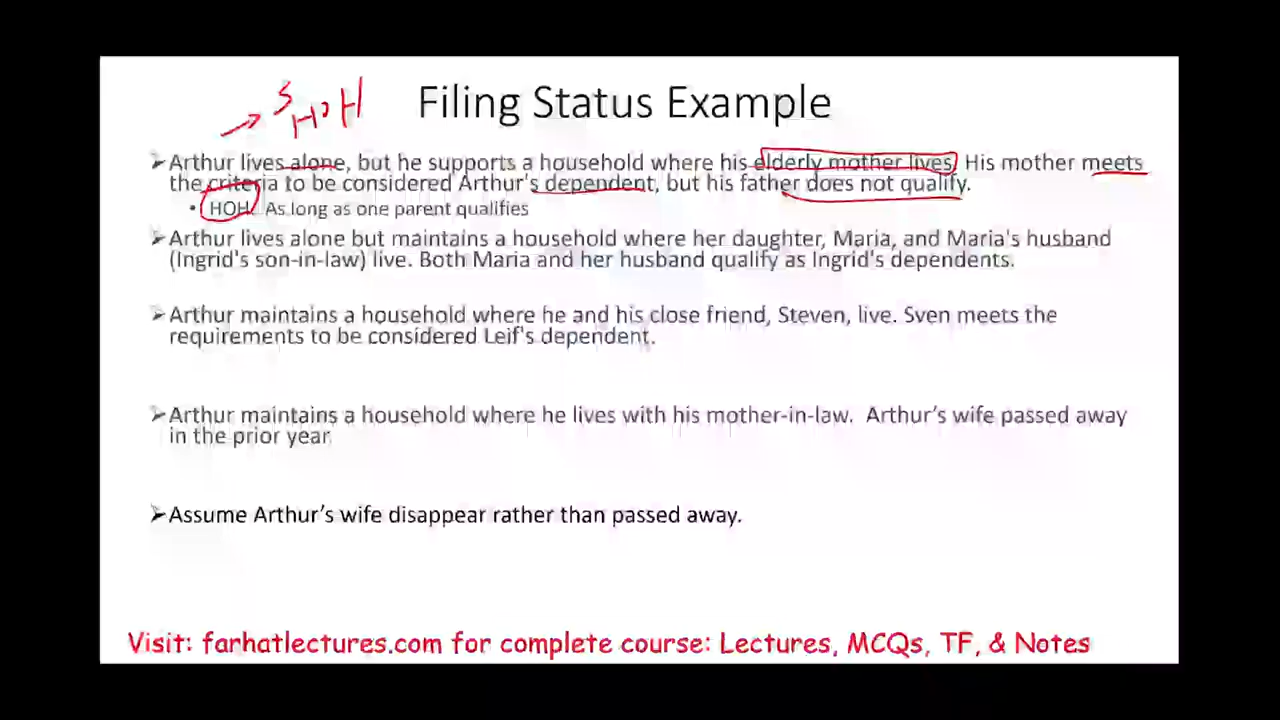 S
→ HOH
Filing Status Example
➢ Arthur lives alone, but he supports a household where his elderly mother lives. His mother meets
the criteria to be considered Arthur's dependent, but his father does not qualify.
• HOH. As long as one parent qualifies
➢ Arthur lives alone but maintains a household where her daughter, Maria, and Maria's husband
(Ingrid's son-in-law) live. Both Maria and her husband qualify as Ingrid's dependents.
➢ Arthur maintains a household where he and his close friend, Steven, live. Sven meets the
requirements to be considered Leif's dependent.
➢ Arthur maintains a household where he lives with his mother-in-law. Arthur's wife passed away
in the prior year
➢ Assume Arthur's wife disappear rather than passed away.
Visit: farhatlectures.com for complete course: Lectures, MCQs, TF, & Notes